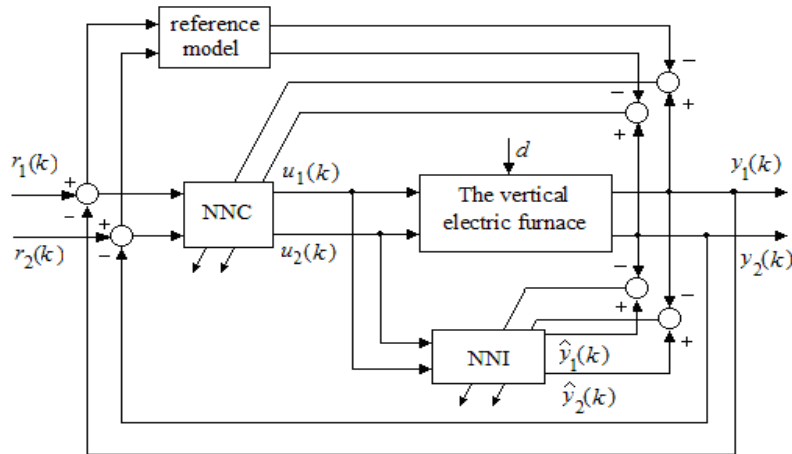 reference
model
−
+
−
+
r1(k)
+
−
u1(k)
d
The vertical
electric furnace
y1(k)
NNC
r2(k)
+
−
u2(k)
y2(k)
−
+
−
+
NNI
ŷ1(k)
ŷ2(k)